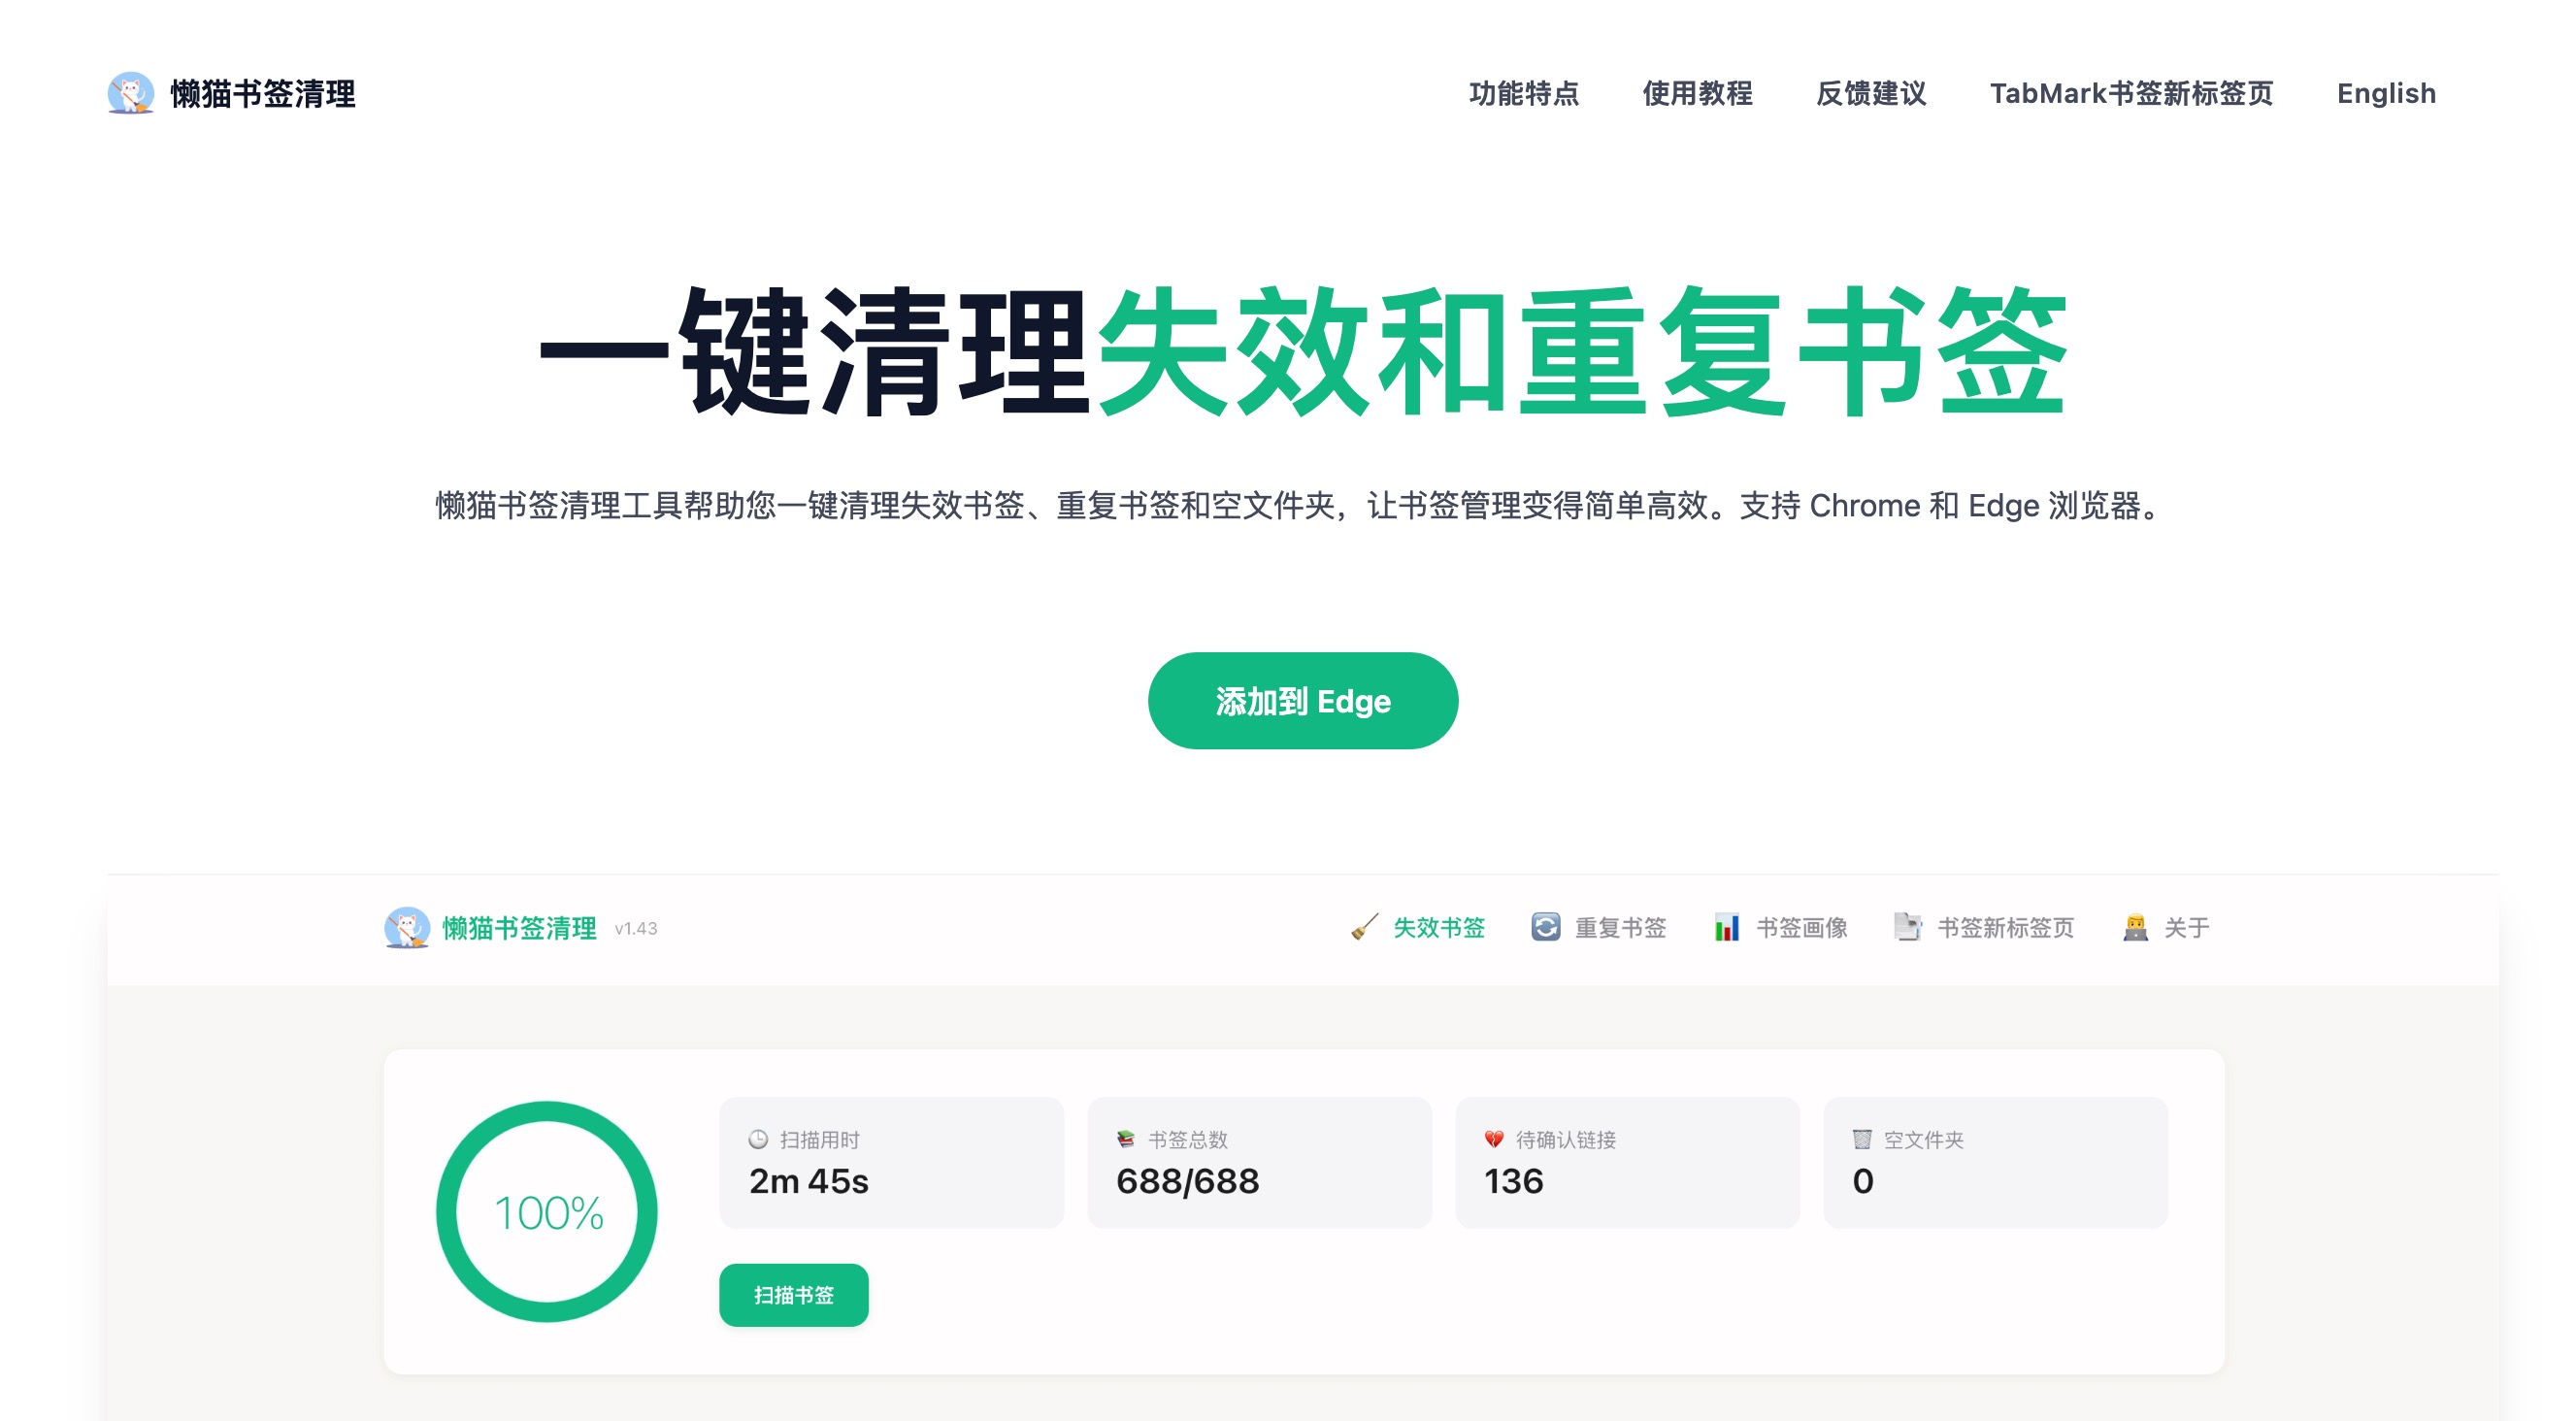 懒猫书签清理
功能特点 使用教程 反馈建议 TabMark书签新标签页 English
一键清理失效和重复书签
懒猫书签清理工具帮助您一键清理失效书签、重复书签和空文件夹，让书签管理变得简单高效。支持 Chrome 和 Edge 浏览器。
添加到 Edge
懒猫书签清理 v1.43
失效书签 重复书签 书签画像 书签新标签页 关于
100%
扫描用时
2m 45s
书签总数
688/688
待确认链接
136
空文件夹
0
扫描书签